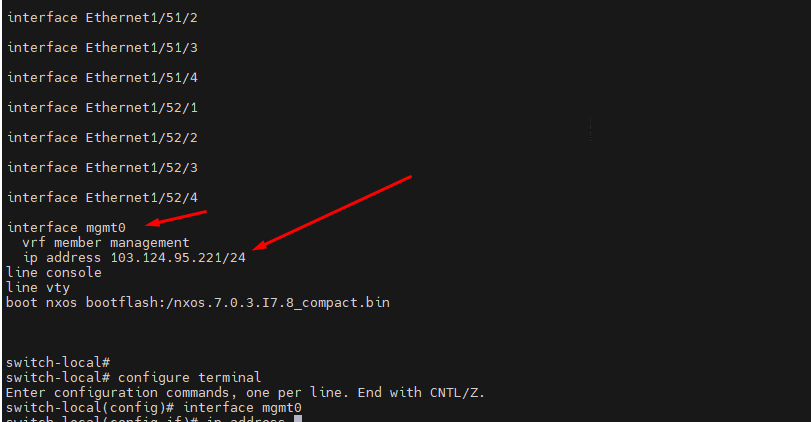 interface Ethernet1/51/2
interface Ethernet1/51/3
interface Ethernet1/51/4
interface Ethernet1/52/1
interface Ethernet1/52/2
interface Ethernet1/52/3
interface Ethernet1/52/4
interface mgmt0
vrf member management
ip address 103.124.95.221/24
line console
line vty
boot nxos bootflash:/nxos.7.0.3.I7.8_compact.bin
switch-local#
switch-local# configure terminal
Enter configuration commands, one per line. End with CNTL/Z.
switch-local(config)# interface mgmt0
switch-local(config-if)# ip address